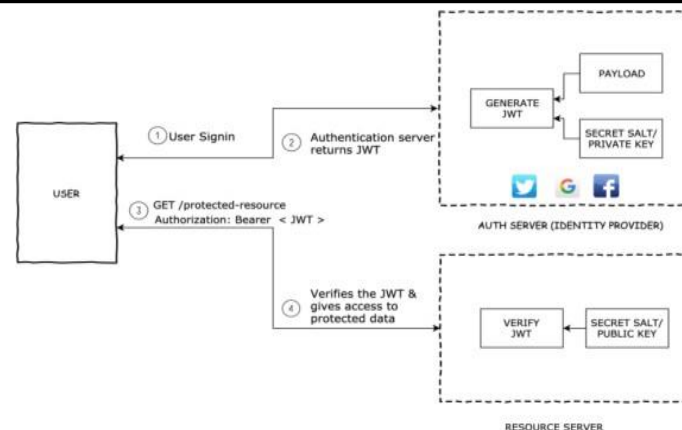 USER
1 User Signin
2 Authentication server
returns JWT
3 GET /protected-resource
Authorization: Bearer < JWT >
4 Verifies the JWT &
gives access to
protected data
GENERATE
JWT
PAYLOAD
SECRET SALT/
PRIVATE KEY
AUTH SERVER (IDENTITY PROVIDER)
VERIFY
JWT
SECRET SALT/
PUBLIC KEY
RESOURCE SERVER